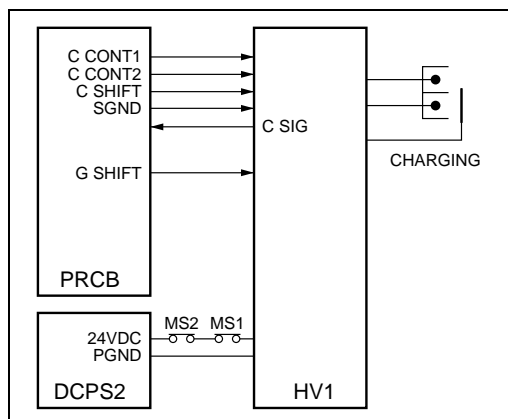 C CONT1
C CONT2
C SHIFT
SGND
C SIG
CHARGING
G SHIFT
PRCB
MS2 MS1
24VDC
PGND
DCPS2
HV1